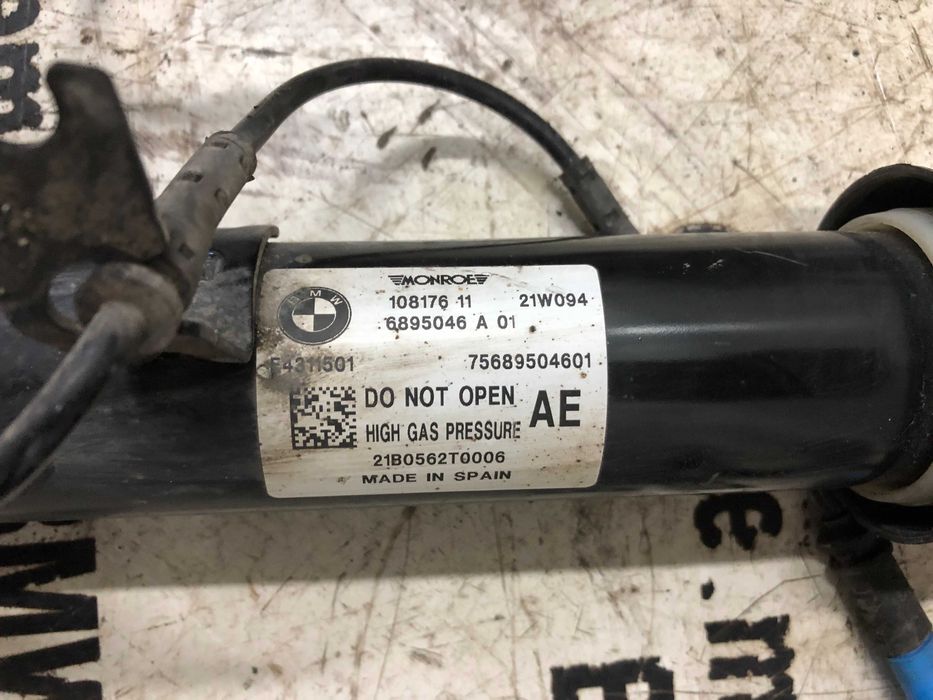 MONROE
BMW
108176 11 21W094
6895046 A 01
E4311501 75689504601
DO NOT OPEN
AE
HIGH GAS PRESSURE
21B0562T0006
MADE IN SPAIN